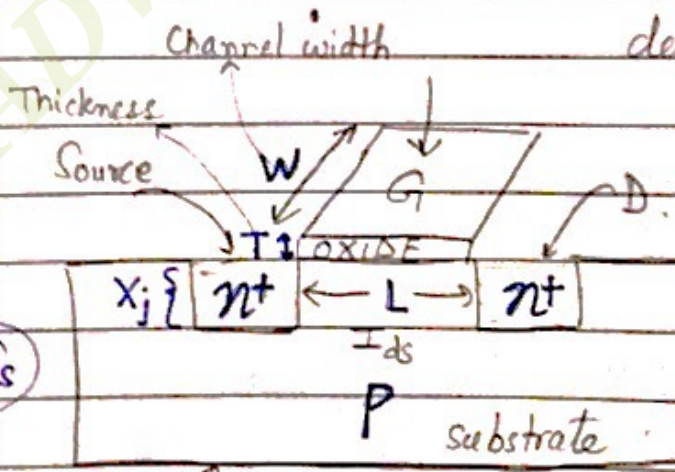 Channel width
de
Thickness
Source
W
G
D.
T OXIDE
Xj { n+ ← L → n+
Ids
s
P
substrate